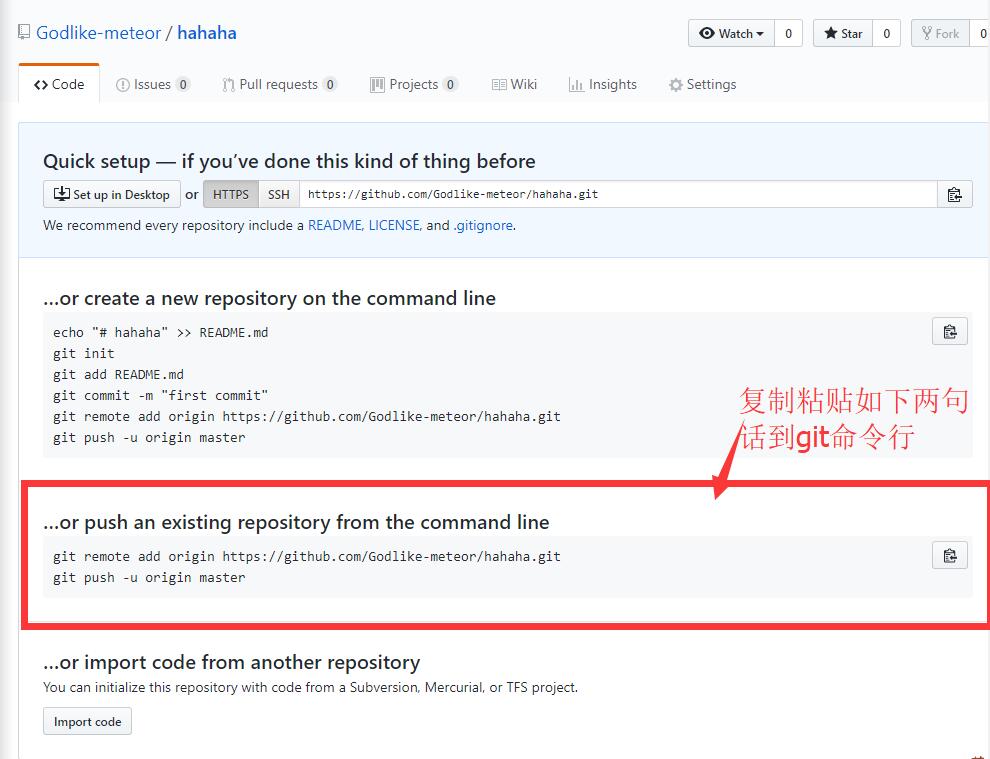 Godlike-meteor / hahaha
Watch 0 Star 0 Fork 0
Code Issues 0 Pull requests 0 Projects 0 Wiki Insights Settings
Quick setup — if you’ve done this kind of thing before
Set up in Desktop or HTTPS SSH https://github.com/Godlike-meteor/hahaha.git
We recommend every repository include a README, LICENSE, and .gitignore.
…or create a new repository on the command line
echo "# hahaha" >> README.md
git init
git add README.md
git commit -m "first commit"
git remote add origin https://github.com/Godlike-meteor/hahaha.git
git push -u origin master
复制粘贴如下两句
话到git命令行
…or push an existing repository from the command line
git remote add origin https://github.com/Godlike-meteor/hahaha.git
git push -u origin master
…or import code from another repository
You can initialize this repository with code from a Subversion, Mercurial, or TFS project.
Import code